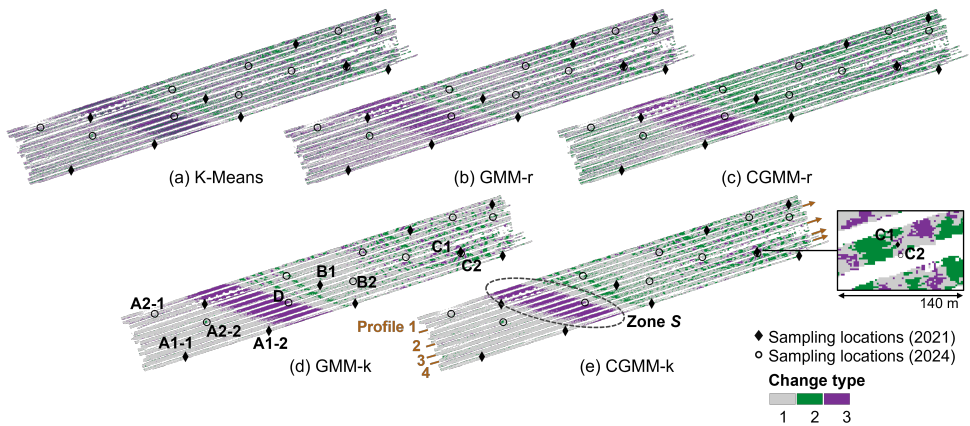 (a) K-Means
(b) GMM-r
(c) CGMM-r
C1
C2
B1
B2
D
A2-1
A2-2
A1-1
A1-2
(d) GMM-k
Profile 1
2
3
4
Zone S
(e) CGMM-k
C1
C2
140 m
Sampling locations (2021)
Sampling locations (2024)
Change type
1 2 3